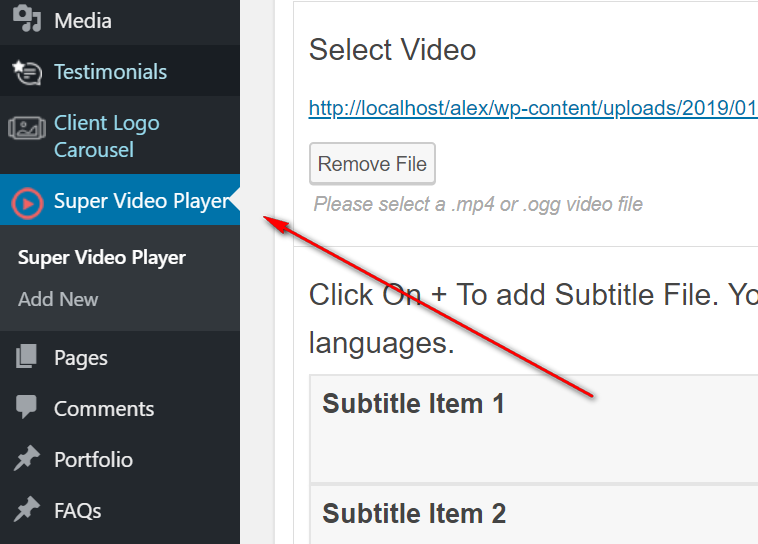 Media
Testimonials
Client Logo
Carousel
Super Video Player
Super Video Player
Add New
Pages
Comments
Portfolio
FAQs
Select Video
http://localhost/alex/wp-content/uploads/2019/01
Remove File
Please select a .mp4 or .ogg video file
Click On + To add Subtitle File. Yo
languages.
Subtitle Item 1
Subtitle Item 2